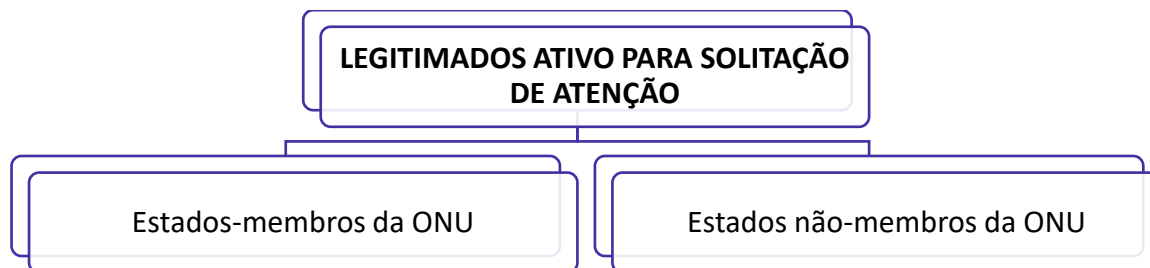 LEGITIMADOS ATIVO PARA SOLITAÇÃO
DE ATENÇÃO
Estados-membros da ONU
Estados não-membros da ONU